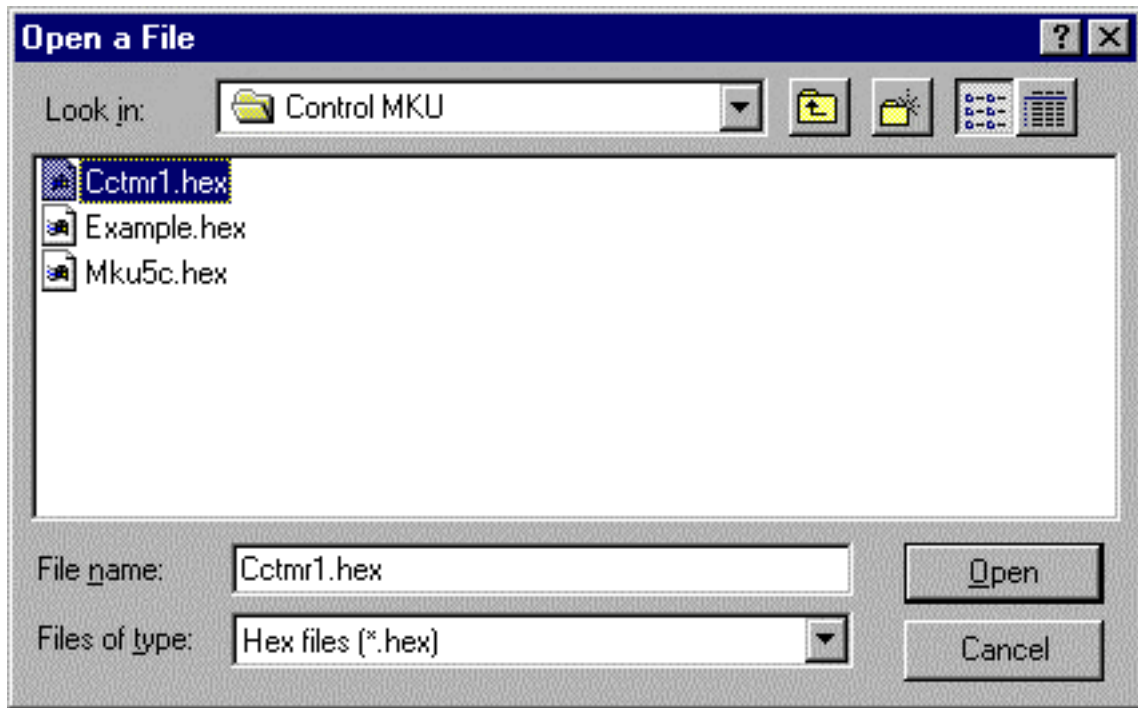 Open a File
Look in: Control MKU
Cctmr1.hex
Example.hex
Mku5c.hex
File name: Cctmr1.hex
Open
Files of type: Hex files (*.hex)
Cancel